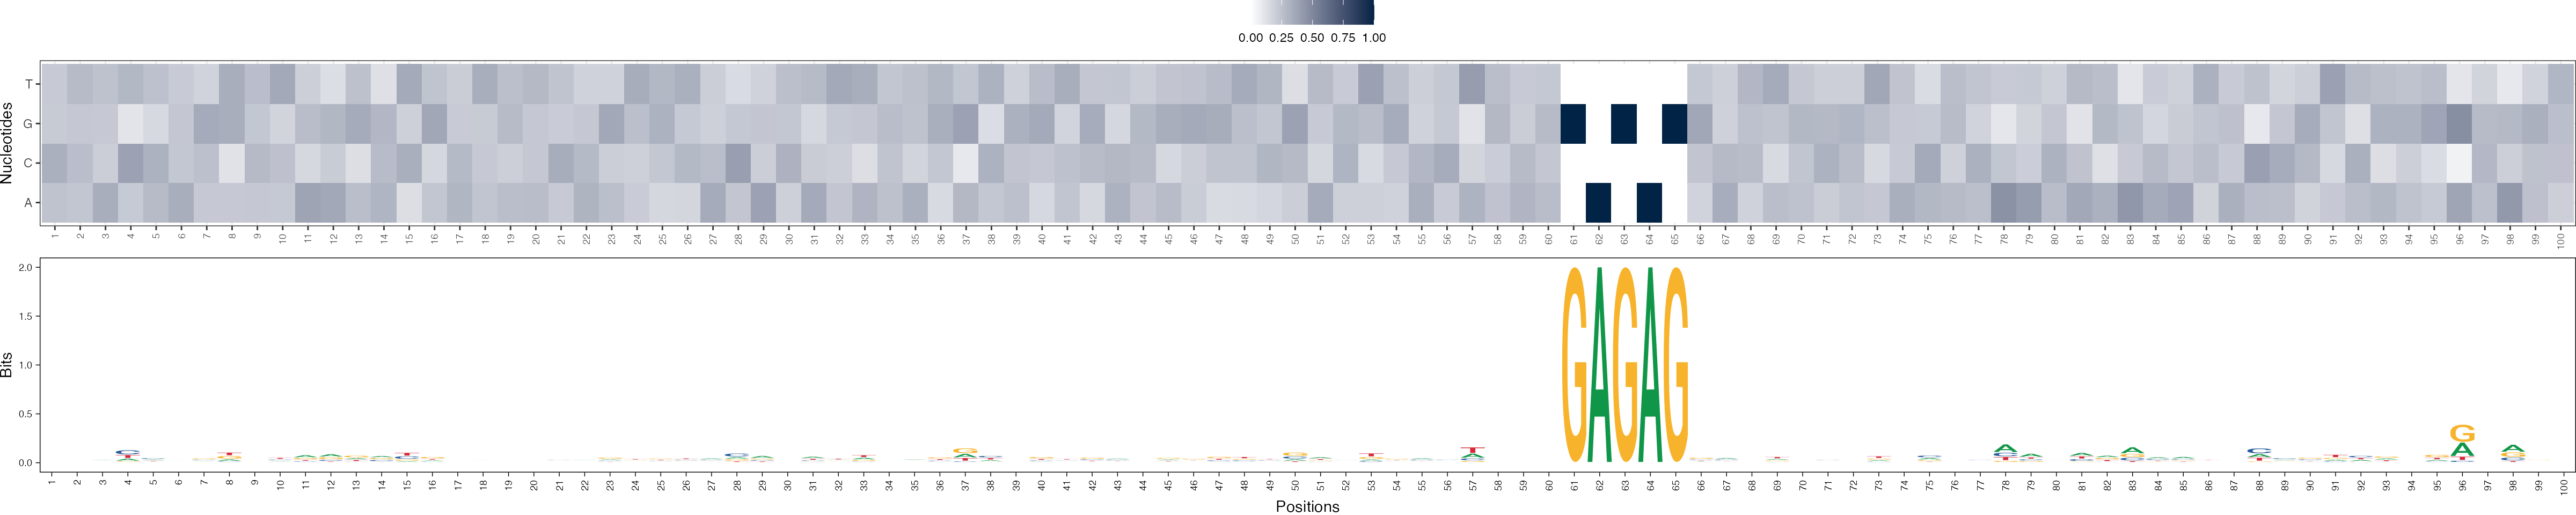 0.00 0.25 0.50 0.75 1.00
Nucleotides
T
G
C
A
1 2 3 4 5 6 7 8 9 10 11 12 13 14 15 16 17 18 19 20 21 22 23 24 25 26 27 28 29 30 31 32 33 34 35 36 37 38 39 40 41 42 43 44 45 46 47 48 49 50 51 52 53 54 55 56 57 58 59 60 61 62 63 64 65 66 67 68 69 70 71 72 73 74 75 76 77 78 79 80 81 82 83 84 85 86 87 88 89 90 91 92 93 94 95 96 97 98 99 100
Bits
2.0
1.5
1.0
0.5
0.0
GAGAG
1 2 3 4 5 6 7 8 9 10 11 12 13 14 15 16 17 18 19 20 21 22 23 24 25 26 27 28 29 30 31 32 33 34 35 36 37 38 39 40 41 42 43 44 45 46 47 48 49 50 51 52 53 54 55 56 57 58 59 60 61 62 63 64 65 66 67 68 69 70 71 72 73 74 75 76 77 78 79 80 81 82 83 84 85 86 87 88 89 90 91 92 93 94 95 96 97 98 99 100
Positions